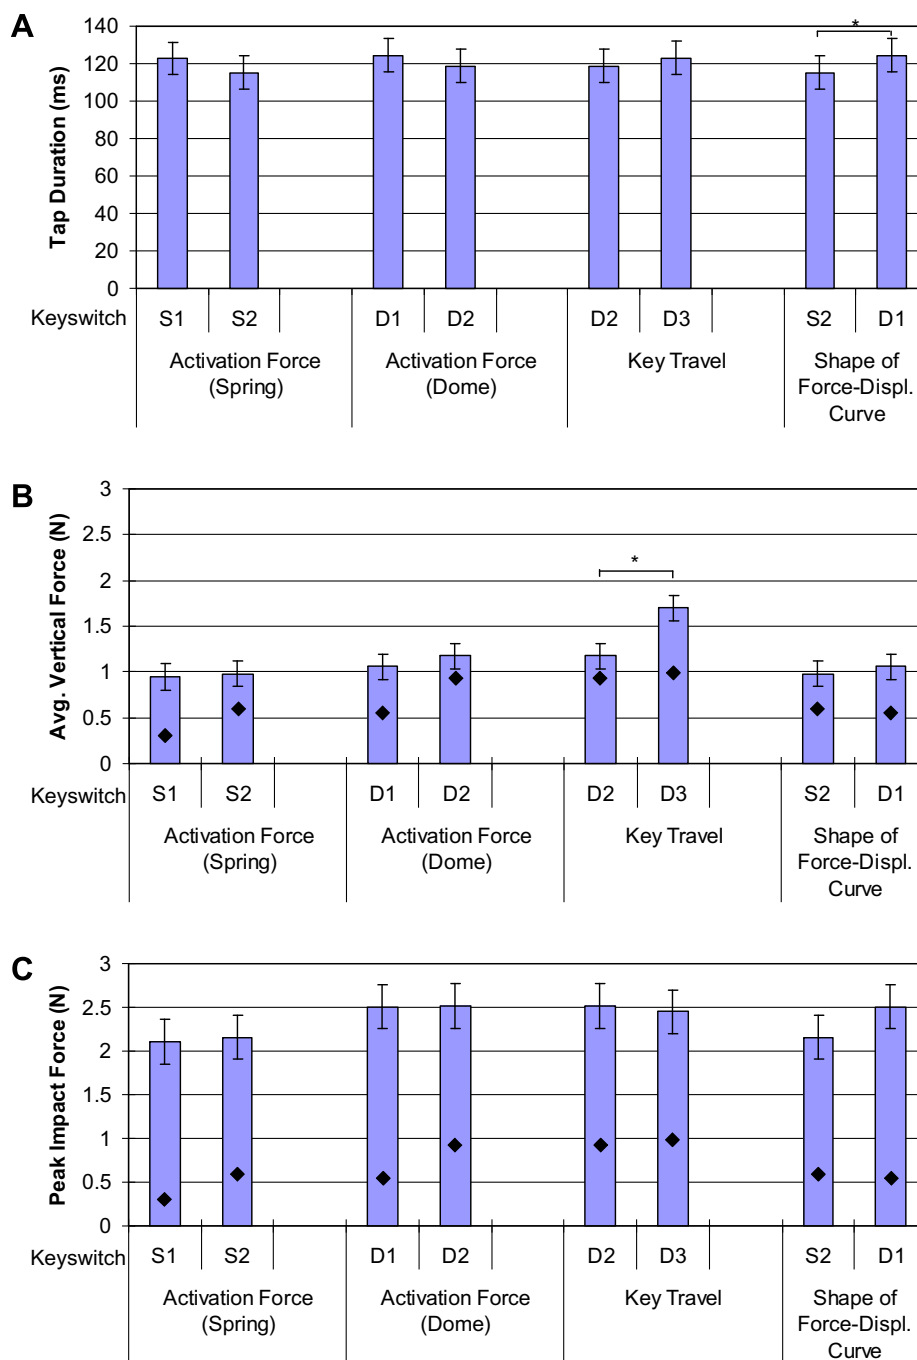 A
Tap Duration (ms)
140
120
100
80
60
40
20
0
*
Keyswitch S1 S2 D1 D2 D2 D3 S2 D1
Activation Force Activation Force Key Travel Shape of
(Spring) (Dome) Force-Displ.
Curve
B
Avg. Vertical Force (N)
3
2.5
2
1.5
1
0.5
0
*
Keyswitch S1 S2 D1 D2 D2 D3 S2 D1
Activation Force Activation Force Key Travel Shape of
(Spring) (Dome) Force-Displ.
Curve
C
Peak Impact Force (N)
3
2.5
2
1.5
1
0.5
0
Keyswitch S1 S2 D1 D2 D2 D3 S2 D1
Activation Force Activation Force Key Travel Shape of
(Spring) (Dome) Force-Displ.
Curve